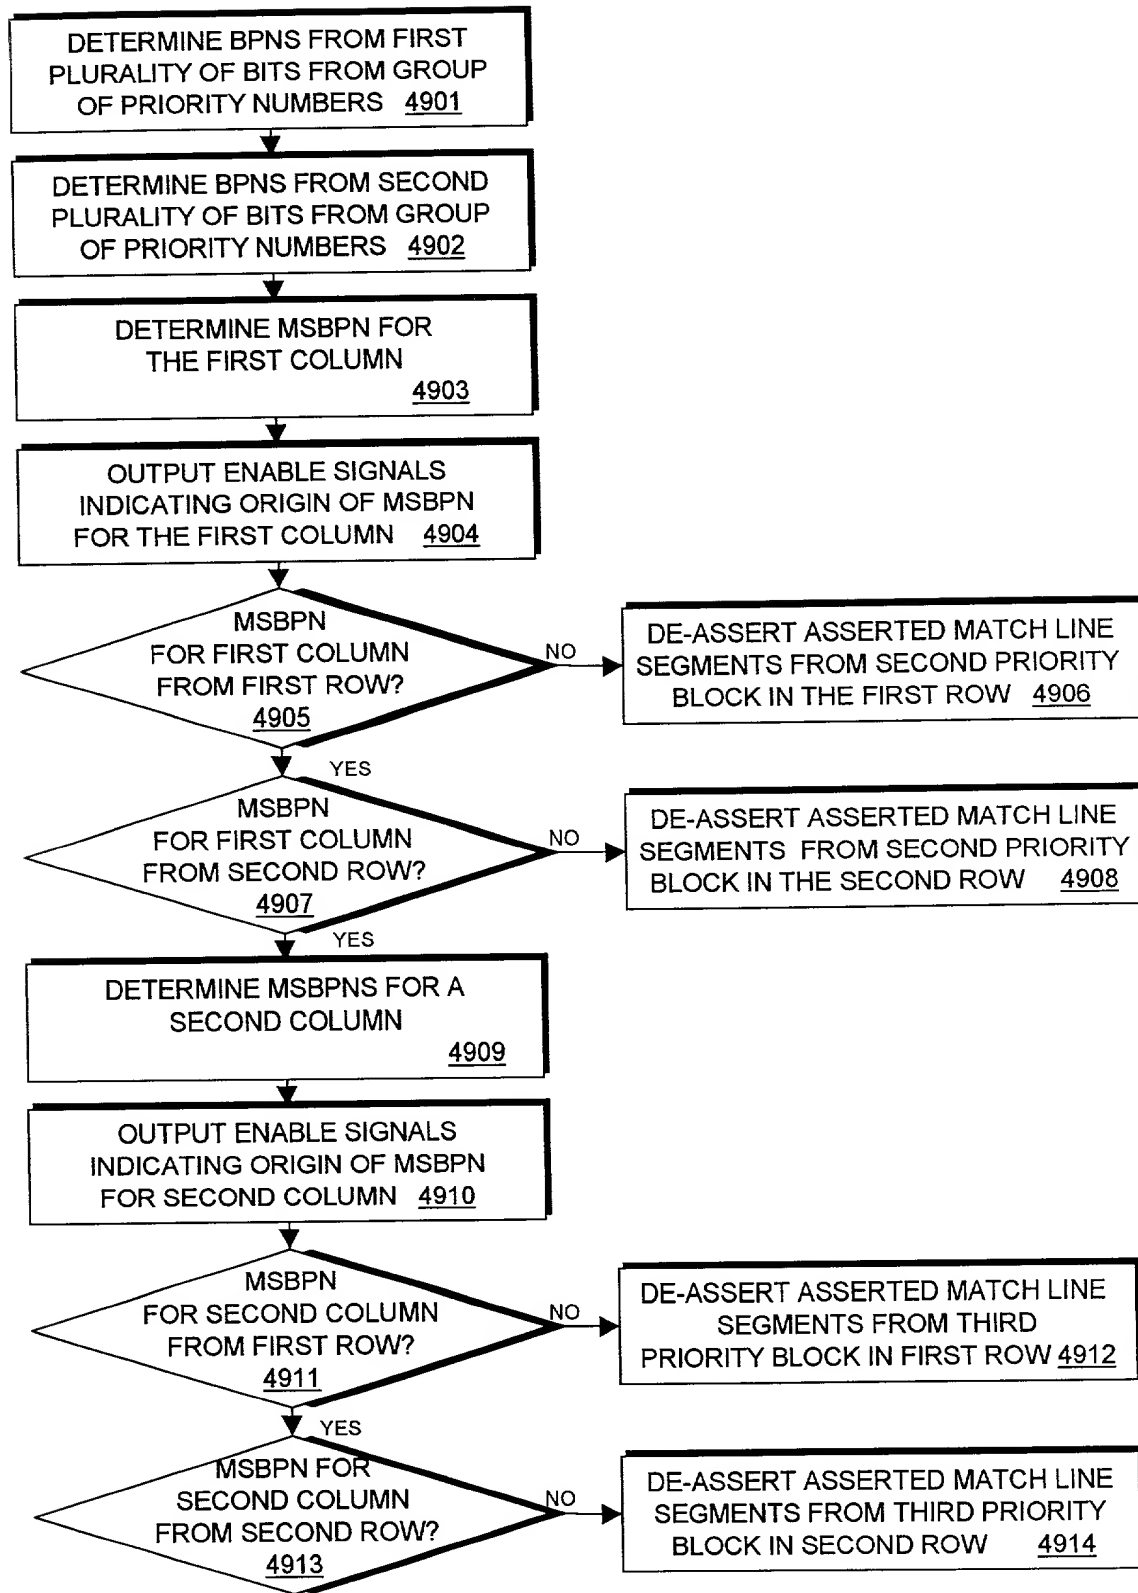 DETERMINE BPNS FROM FIRST
PLURALITY OF BITS FROM GROUP
OF PRIORITY NUMBERS 4901
DETERMINE BPNS FROM SECOND
PLURALITY OF BITS FROM GROUP
OF PRIORITY NUMBERS 4902
DETERMINE MSBPN FOR
THE FIRST COLUMN
4903
OUTPUT ENABLE SIGNALS
INDICATING ORIGIN OF MSBPN
FOR THE FIRST COLUMN 4904
MSBPN
FOR FIRST COLUMN
FROM FIRST ROW?
4905
NO
DE-ASSERT ASSERTED MATCH LINE
SEGMENTS FROM SECOND PRIORITY
BLOCK IN THE FIRST ROW 4906
YES
MSBPN
FOR FIRST COLUMN
FROM SECOND ROW?
4907
NO
DE-ASSERT ASSERTED MATCH LINE
SEGMENTS FROM SECOND PRIORITY
BLOCK IN THE SECOND ROW 4908
YES
DETERMINE MSBPNS FOR A
SECOND COLUMN
4909
OUTPUT ENABLE SIGNALS
INDICATING ORIGIN OF MSBPN
FOR SECOND COLUMN 4910
MSBPN
FOR SECOND COLUMN
FROM FIRST ROW?
4911
NO
DE-ASSERT ASSERTED MATCH LINE
SEGMENTS FROM THIRD
PRIORITY BLOCK IN FIRST ROW 4912
YES
MSBPN FOR
SECOND COLUMN
FROM SECOND ROW?
4913
NO
DE-ASSERT ASSERTED MATCH LINE
SEGMENTS FROM THIRD PRIORITY
BLOCK IN SECOND ROW 4914